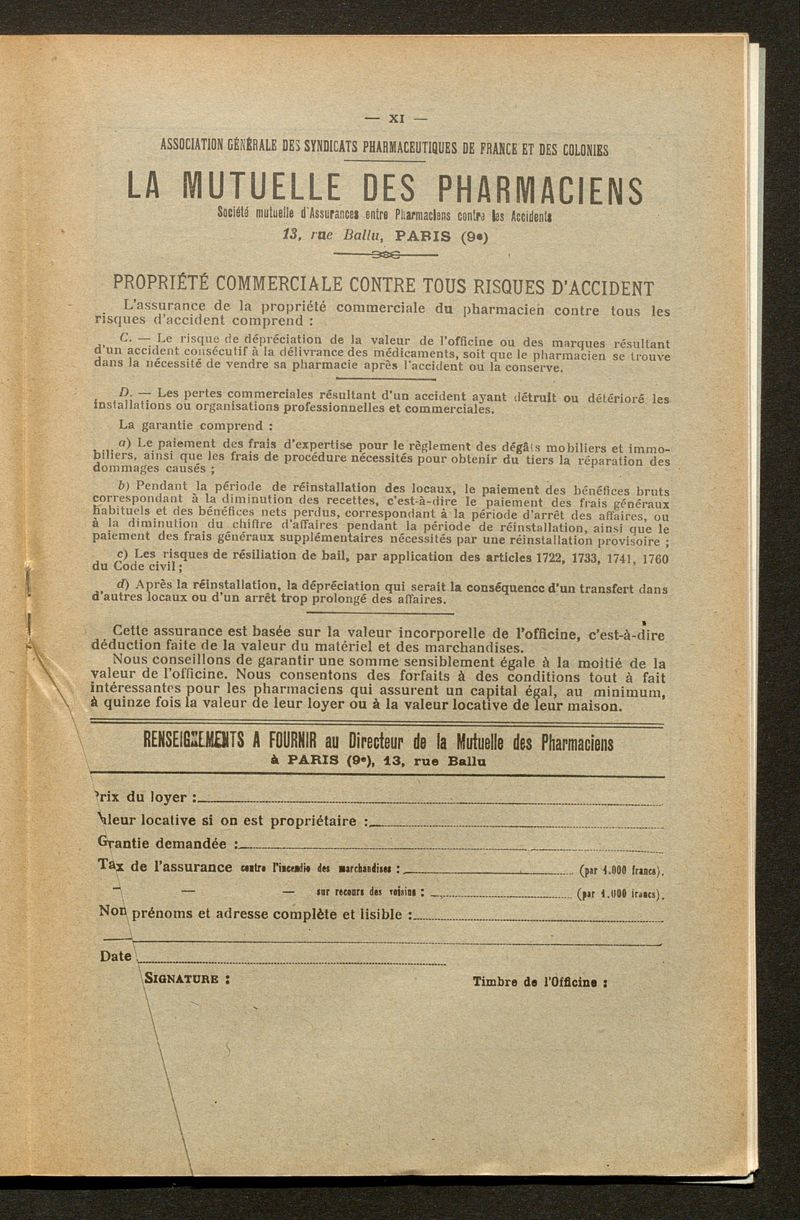 — XI —
ASSOCIATION GÉNÉRALE DES SYNDICATS PHARMACEUTIQUES DE FRANCE ET DES COLONIES
LA MUTUELLE DES PHARMACIENS
Société mutuelle d'Assurances entre Pharmaciens contre les Accidents
13, rue Ballu, PARIS (9e)
PROPRIÉTÉ COMMERCIALE CONTRE TOUS RISQUES D'ACCIDENT
L'assurance de la propriété commerciale du pharmacien contre tous les
risques d'accident comprend :
C. — Le risque de dépréciation de la valeur de l'officine ou des marques résultant
d'un accident consécutif à la délivrance des médicaments, soit que le pharmacien se trouve
dans la nécessité de vendre sa pharmacie après l'accident ou la conserve.
D. — Les pertes commerciales résultant d'un accident ayant détruit ou détérioré les
installations ou organisations professionnelles et commerciales.
La garantie comprend :
a) Le paiement des frais d'expertise pour le règlement des dégâts mobiliers et immo-
biliers, ainsi que les frais de procédure nécessités pour obtenir du tiers la réparation des
dommages causés ;
b) Pendant la période de réinstallation des locaux, le paiement des bénéfices bruts
correspondant à la diminution des recettes, c'est-à-dire le paiement des frais généraux
habituels et des bénéfices nets perdus, correspondant à la période d'arrêt des affaires, ou
à la diminution du chiffre d'affaires pendant la période de réinstallation, ainsi que le
paiement des frais généraux supplémentaires nécessités par une réinstallation provisoire ;
c) Les risques de résiliation de bail, par application des articles 1722, 1733, 1741, 1760
du Code civil ;
d) Après la réinstallation, la dépréciation qui serait la conséquence d'un transfert dans
d'autres locaux ou d'un arrêt trop prolongé des affaires.
Cette assurance est basée sur la valeur incorporelle de l'officine, c'est-à-dire
déduction faite de la valeur du matériel et des marchandises.
Nous conseillons de garantir une somme sensiblement égale à la moitié de la
valeur de l'officine. Nous consentons des forfaits à des conditions tout à fait
intéressantes pour les pharmaciens qui assurent un capital égal, au minimum,
à quinze fois la valeur de leur loyer ou à la valeur locative de leur maison.
RENSEIGNEMENTS A FOURNIR au Directeur de la Mutuelle des Pharmaciens
à PARIS (9e), 13, rue Ballu
Prix du loyer :
Valeur locative si on est propriétaire :
Grantie demandée :
Tax de l'assurance contre l'incendie des marchandises : (par 1.000 francs).
— — — sur recours des voisins : (par 1.000 francs).
Non prénoms et adresse complète et lisible :
Date
SIGNATURE :
Timbre de l'Officine :